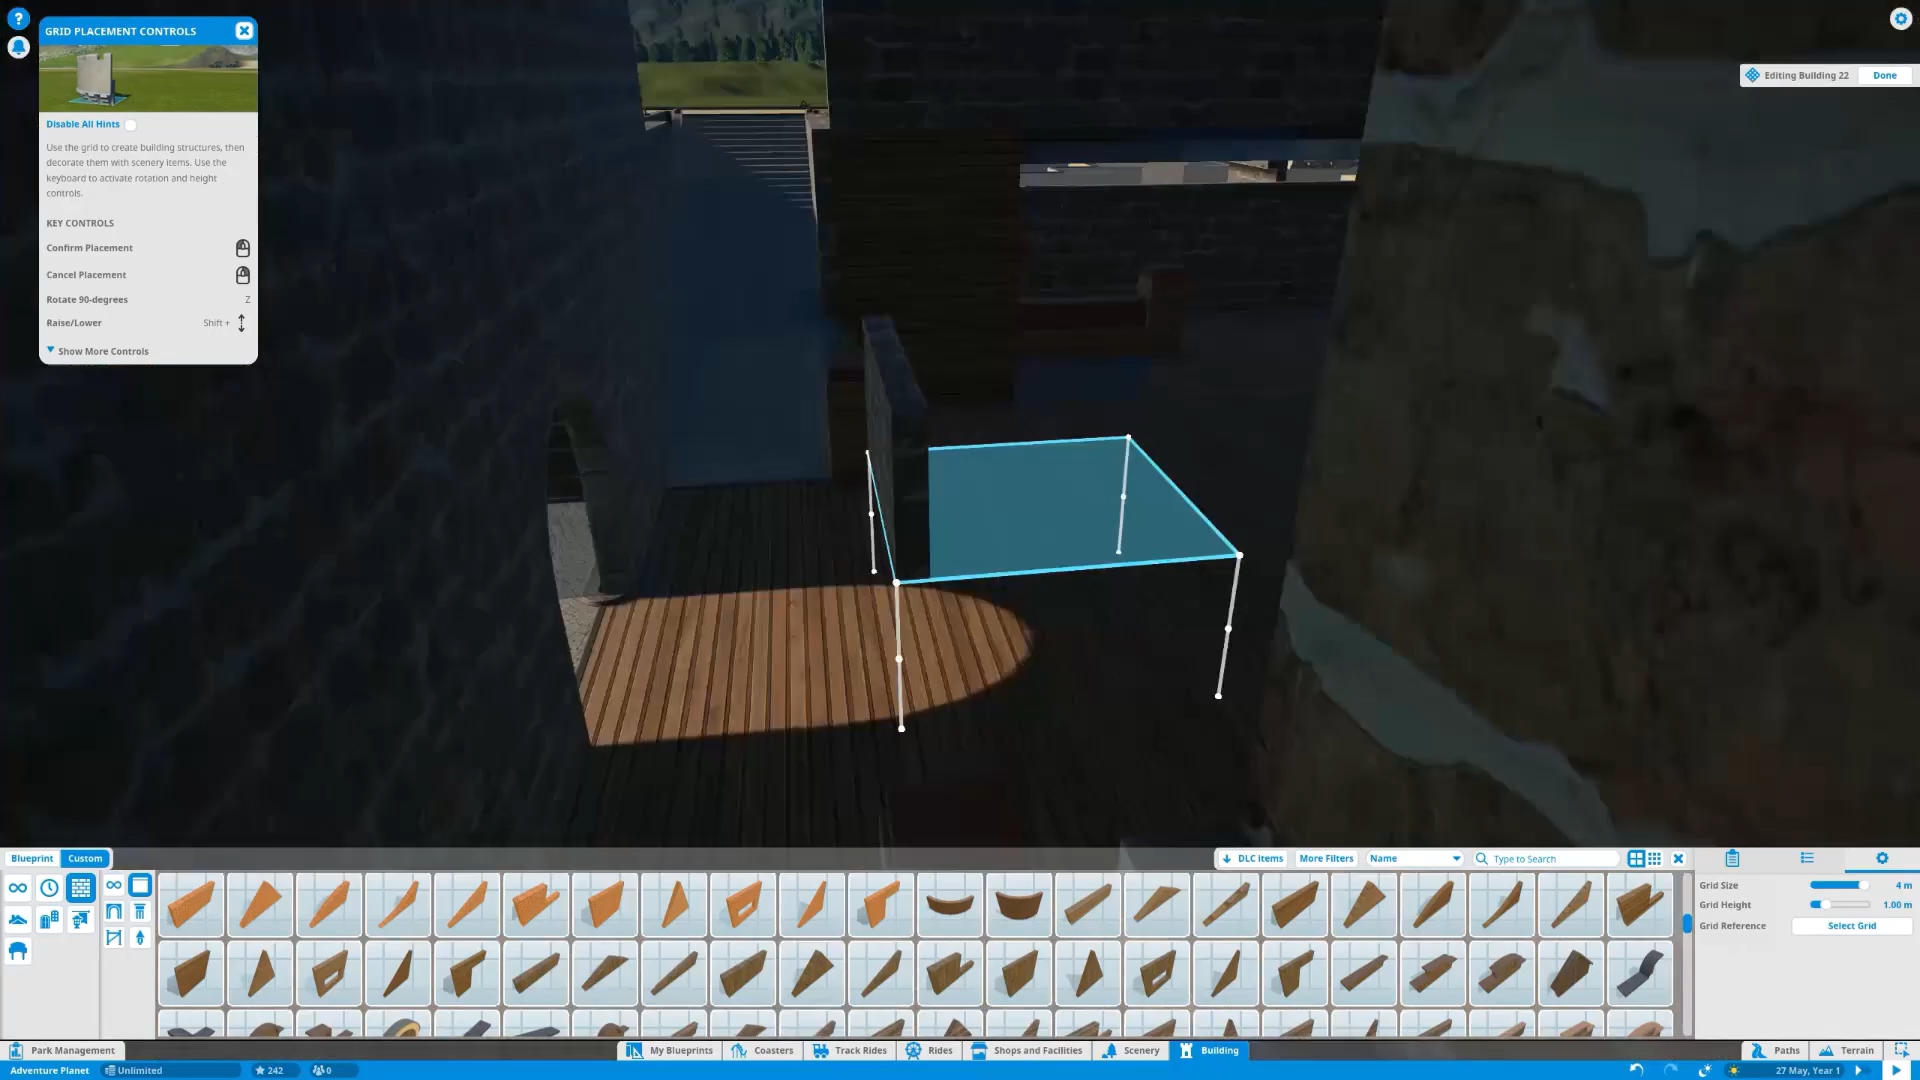 ?
GRID PLACEMENT CONTROLS
Disable All Hints
Use the grid to create building structures, then
decorate them with scenery items. Use the
keyboard to activate rotation and height
controls.
KEY CONTROLS
Confirm Placement
Cancel Placement
Rotate 90-degrees Z
Raise/Lower Shift +
Show More Controls
Editing Building 22 Done
Blueprint Custom
DLC items More Filters Name Type to Search
Grid Size 4 m
Grid Height 1.00 m
Grid Reference Select Grid
Park Management My Blueprints Coasters Track Rides Rides Shops and Facilities Scenery Building Paths Terrain
Adventure Planet Unlimited 242 0 27 May, Year 1